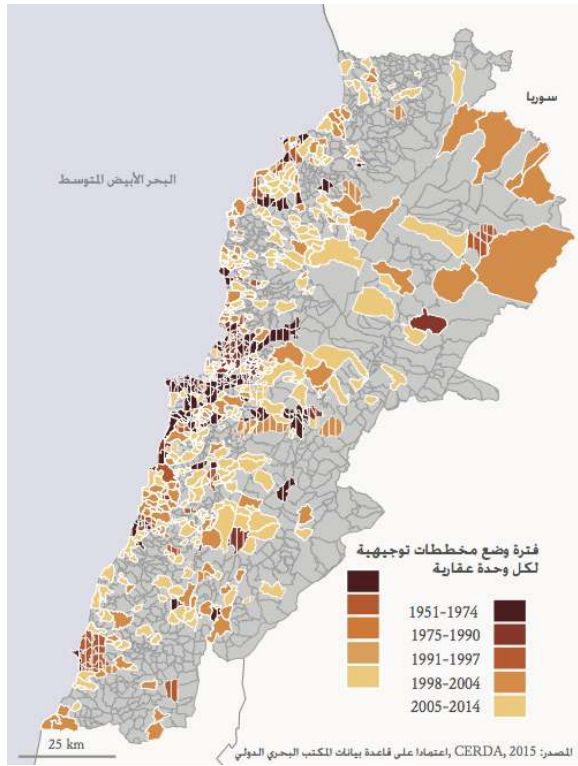 سوريا
البحر الأبيض المتوسط
فترة وضع مخططات توجيهية
لكل وحدة عقارية
1951-1974
1975-1990
1991-1997
1998-2004
2005-2014
25 km
المصدر: CERDA, 2015, اعتمادا على قاعدة بيانات المكتب البحري الدولي